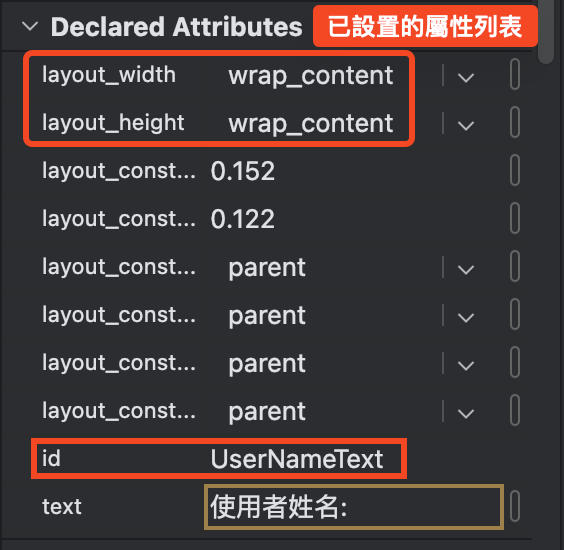 Declared Attributes 已設置的屬性列表
layout_width wrap_content
layout_height wrap_content
layout_const... 0.152
layout_const... 0.122
layout_const... parent
layout_const... parent
layout_const... parent
layout_const... parent
id UserNameText
text 使用者姓名: